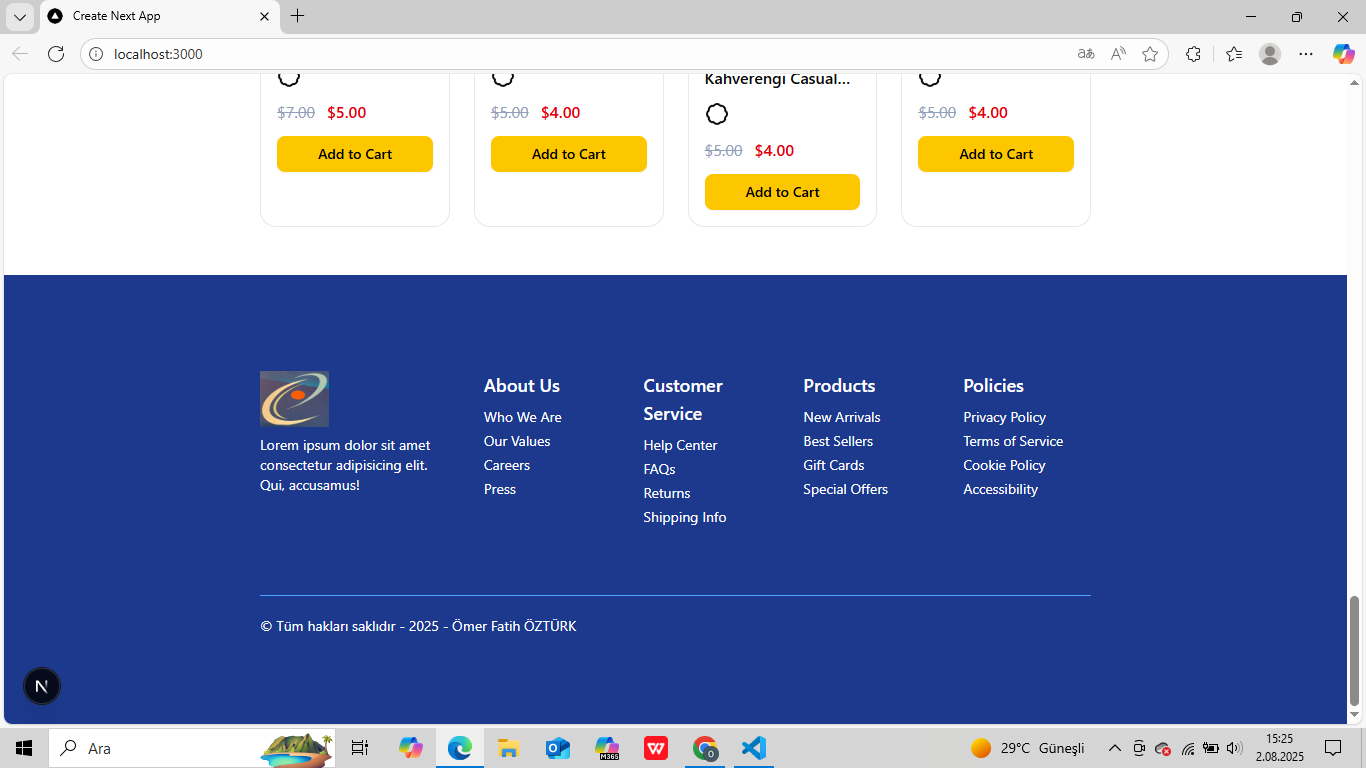 Create Next App
localhost:3000
Kahverengi Casual...
$7.00 $5.00
$5.00 $4.00
$5.00 $4.00
$5.00 $4.00
Add to Cart
Add to Cart
Add to Cart
Add to Cart
Lorem ipsum dolor sit amet
consectetur adipisicing elit.
Qui, accusamus!
About Us
Who We Are
Our Values
Careers
Press
Customer
Service
Help Center
FAQs
Returns
Shipping Info
Products
New Arrivals
Best Sellers
Gift Cards
Special Offers
Policies
Privacy Policy
Terms of Service
Cookie Policy
Accessibility
© Tüm hakları saklıdır - 2025 - Ömer Fatih ÖZTÜRK
N
Ara
M365
29°C Güneşli
15:25
2.08.2025